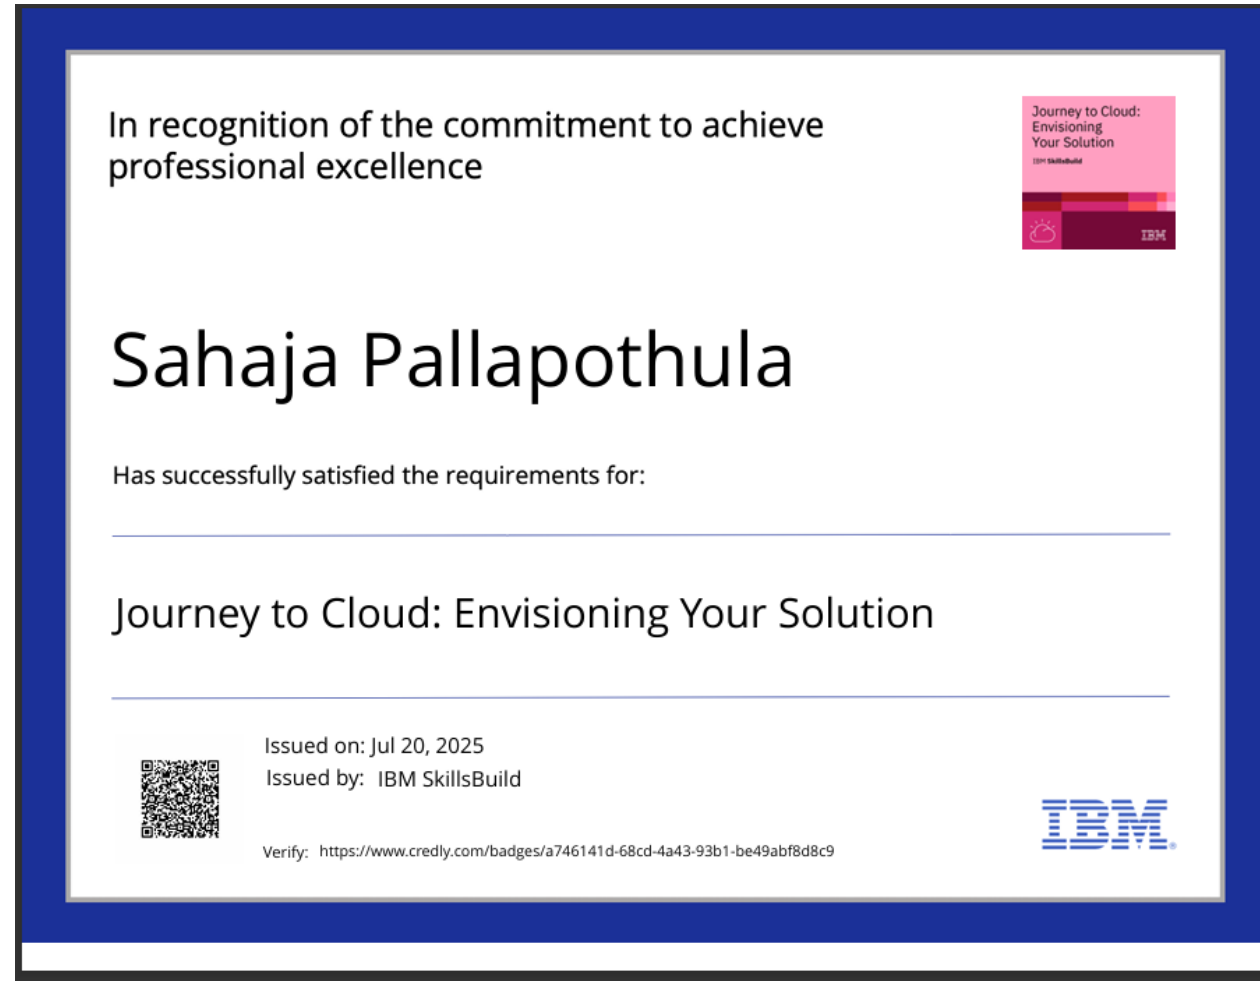 In recognition of the commitment to achieve
professional excellence
Journey to Cloud:
Envisioning
Your Solution
IBM SkillsBuild
IBM
Sahaja Pallapothula
Has successfully satisfied the requirements for:
Journey to Cloud: Envisioning Your Solution
Issued on: Jul 20, 2025
Issued by: IBM SkillsBuild
Verify: https://www.credly.com/badges/a746141d-68cd-4a43-93b1-be49abf8d8c9
IBM®